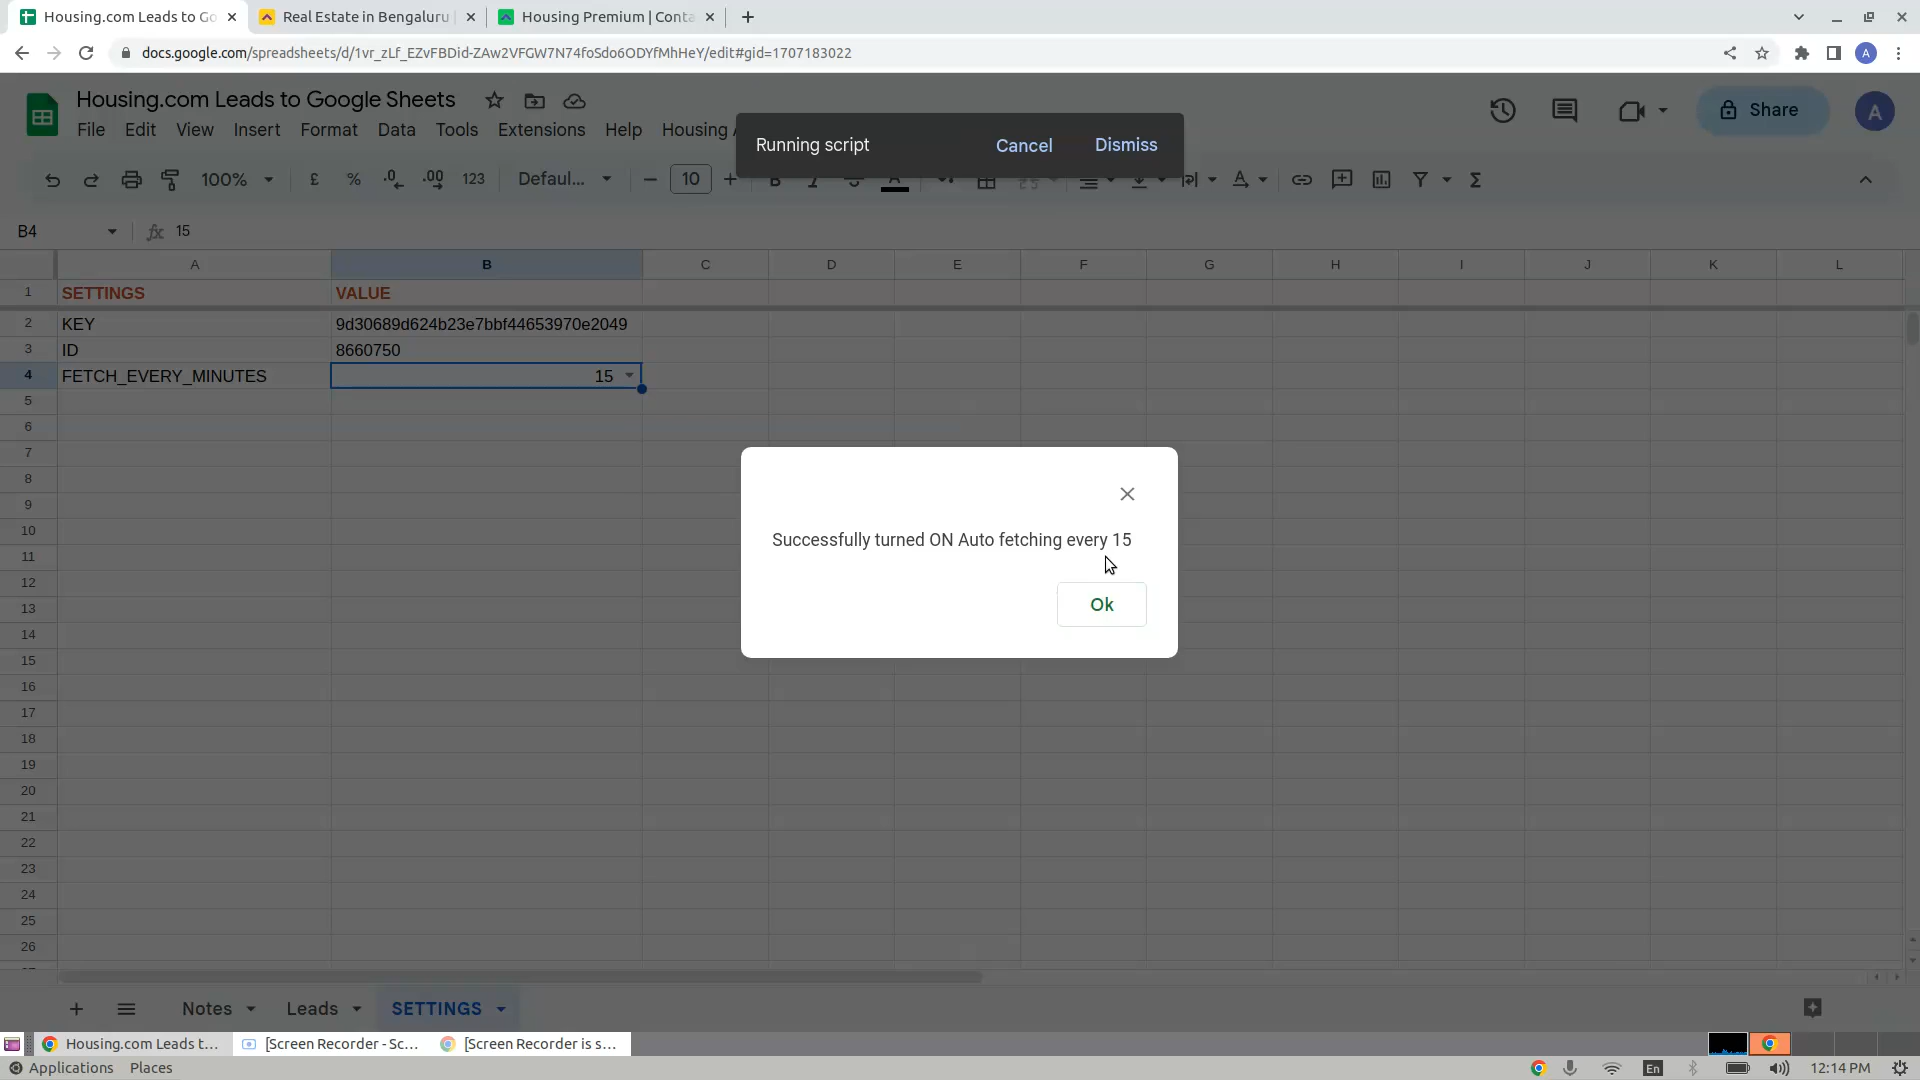 Housing.com Leads to Go
Real Estate in Bengaluru
Housing Premium | Conta
docs.google.com/spreadsheets/d/1vr_zLf_EZvFBDid-ZAw2VFGW7N74foSdo6ODYfMhHeY/edit#gid=1707183022
A
Housing.com Leads to Google Sheets
Share
A
File Edit View Insert Format Data Tools Extensions Help Housing A
Running script Cancel Dismiss
100% £ % .0 .00 123 Defaul... 10
B4 fx 15
A B C D E F G H I J K L
1 SETTINGS VALUE
2 KEY 9d30689d624b23e7bbf44653970e2049
3 ID 8660750
4 FETCH_EVERY_MINUTES 15
5
6
7
8
9
10
11
12
13
14
15
16
17
18
19
20
21
22
23
24
25
26
Successfully turned ON Auto fetching every 15
Ok
Notes Leads SETTINGS
Housing.com Leads t... [Screen Recorder - Sc... [Screen Recorder is s...
Applications Places En 12:14 PM